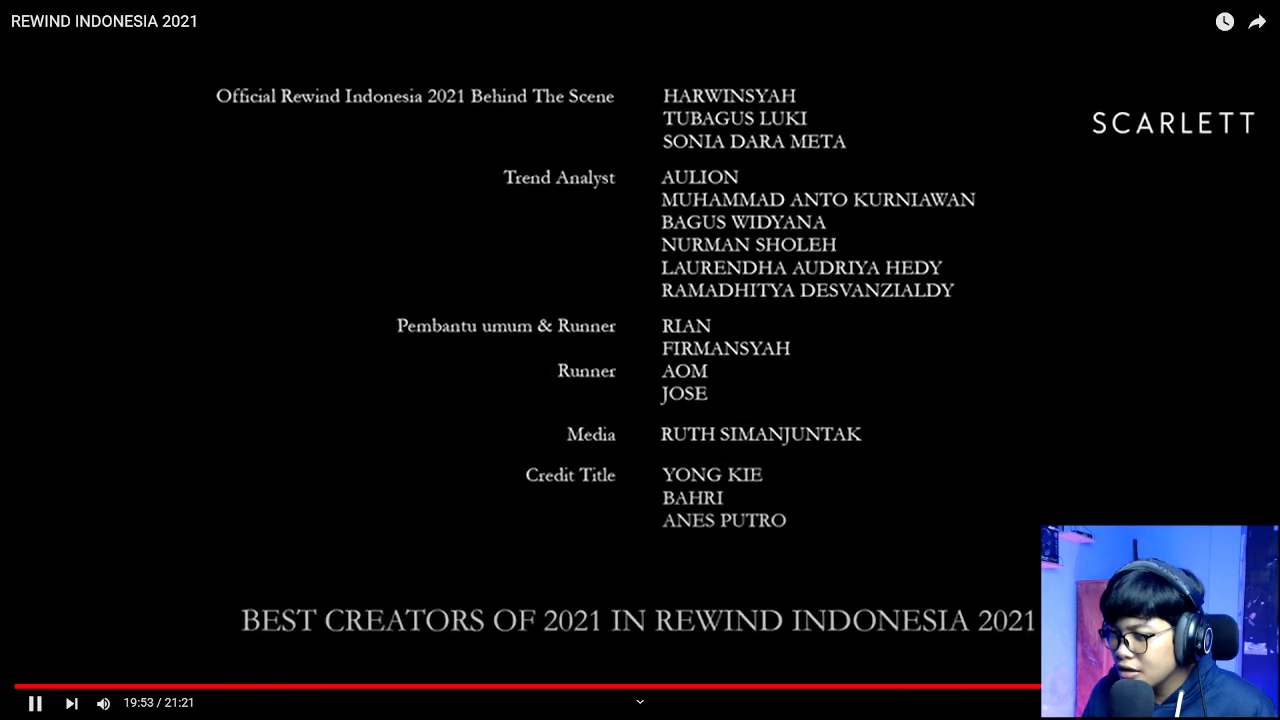 REWIND INDONESIA 2021
Official Rewind Indonesia 2021 Behind The Scene HARWINSYAH
TUBAGUS LUKI
SONIA DARA META
SCARLETT
Trend Analyst AULION
MUHAMMAD ANTO KURNIAWAN
BAGUS WIDYANA
NURMAN SHOLEH
LAURENDHA AUDRIYA HEDY
RAMADHITYA DESVANZIALDY
Pembantu umum & Runner RIAN
FIRMANSYAH
Runner AOM
JOSE
Media RUTH SIMANJUNTAK
Credit Title YONG KIE
BAHRI
ANES PUTRO
BEST CREATORS OF 2021 IN REWIND INDONESIA 2021
19:53 / 21:21